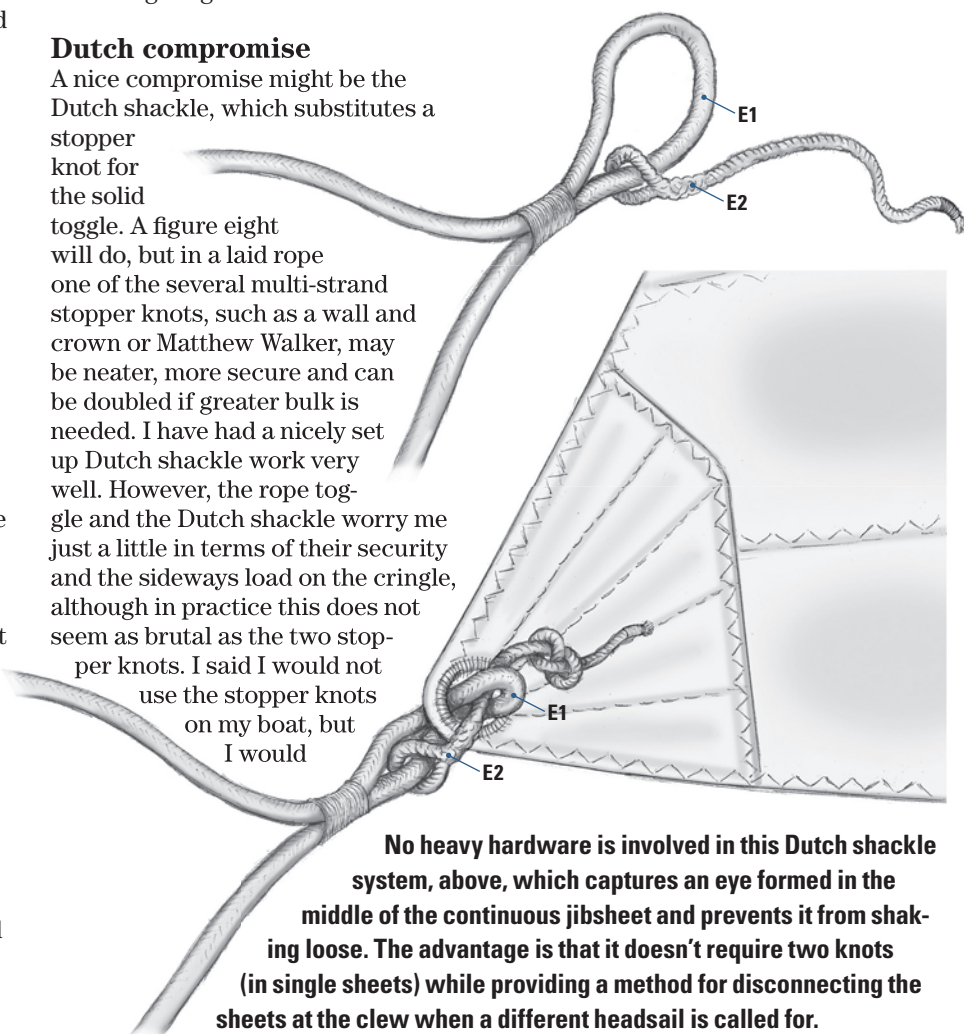 Dutch compromise
A nice compromise might be the
Dutch shackle, which substitutes a
stopper
knot for
the solid
toggle. A figure eight
will do, but in a laid rope
one of the several multi-strand
stopper knots, such as a wall and
crown or Matthew Walker, may
be neater, more secure and can
be doubled if greater bulk is
needed. I have had a nicely set
up Dutch shackle work very
well. However, the rope tog-
gle and the Dutch shackle worry me
just a little in terms of their security
and the sideways load on the cringle,
although in practice this does not
seem as brutal as the two stop-
per knots. I said I would not
use the stopper knots
on my boat, but
I would
E1
E2
E1
E2
No heavy hardware is involved in this Dutch shackle
system, above, which captures an eye formed in the
middle of the continuous jibsheet and prevents it from shak-
ing loose. The advantage is that it doesn't require two knots
(in single sheets) while providing a method for disconnecting the
sheets at the clew when a different headsail is called for.